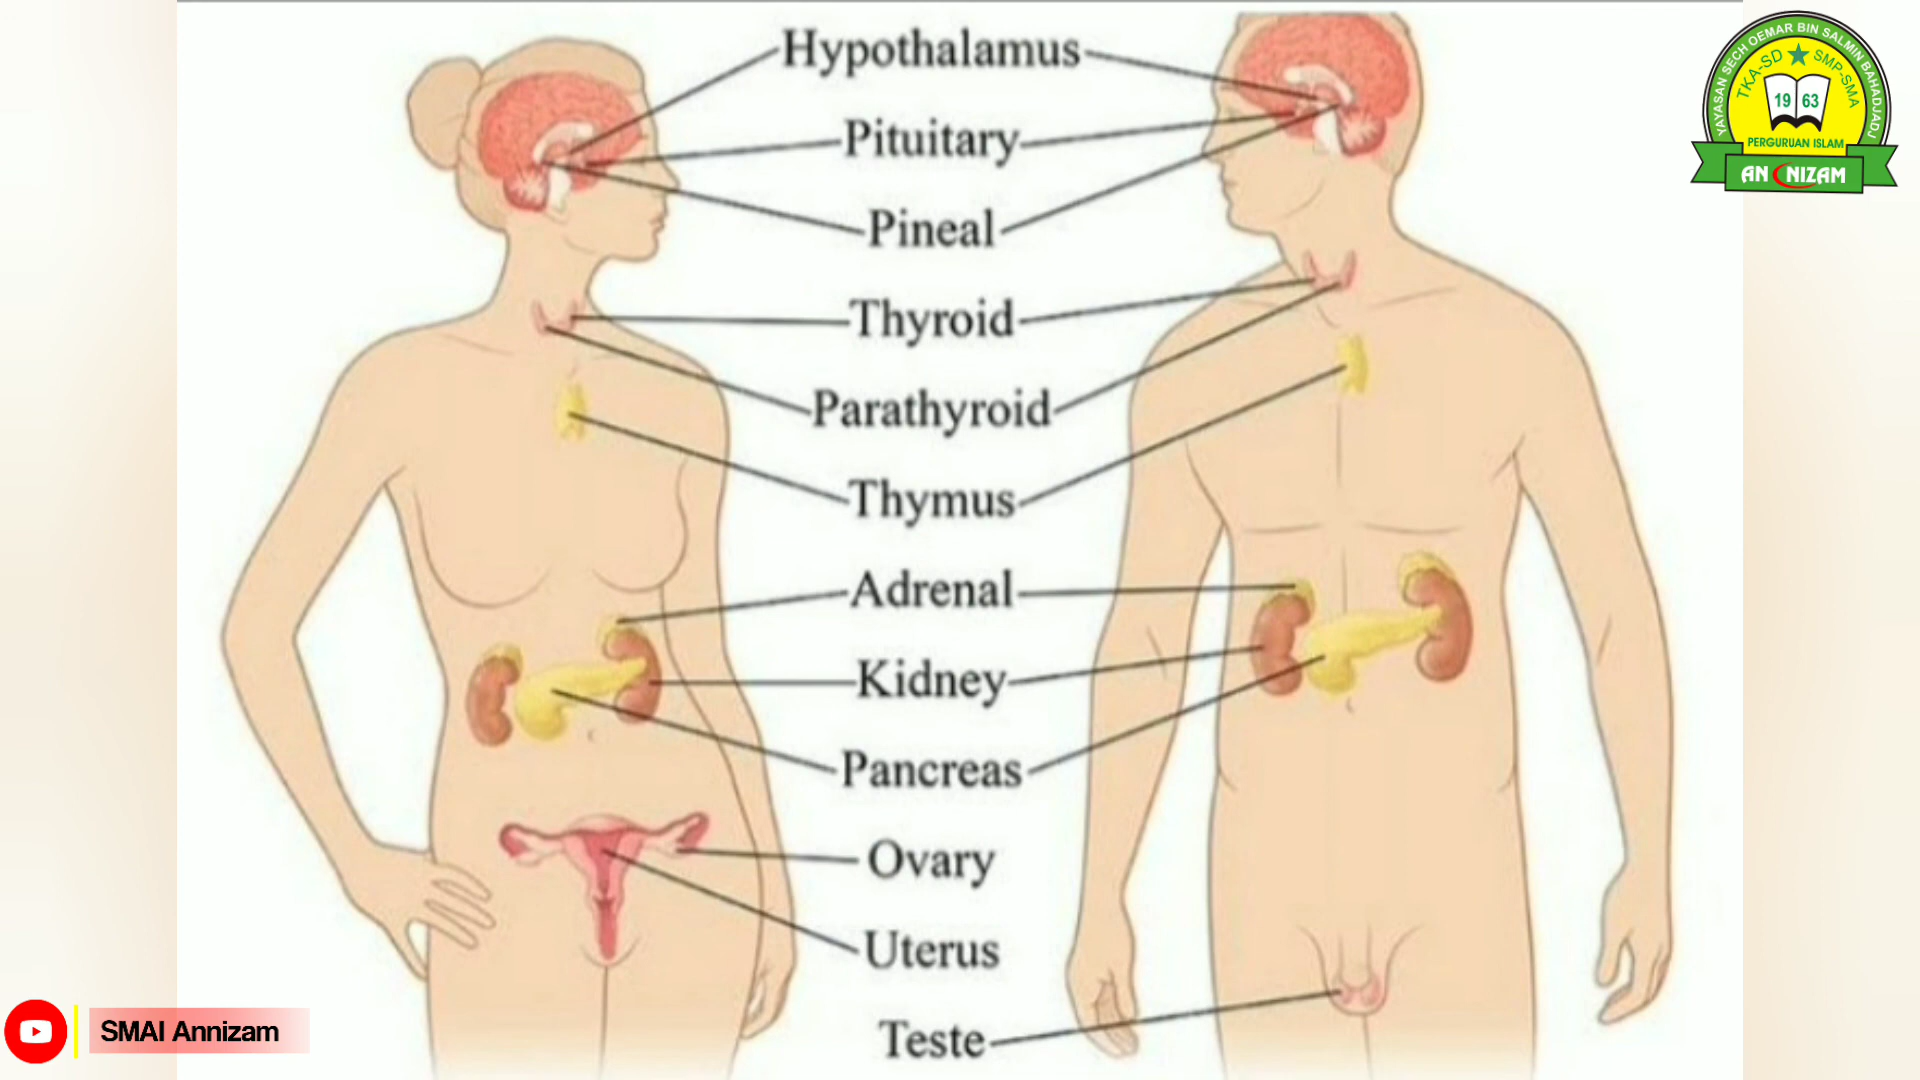 Hypothalamus
Pituitary
Pineal
Thyroid
Parathyroid
Thymus
Adrenal
Kidney
Pancreas
Ovary
Uterus
Teste
YAYASAN SECH OEMAR BIN SALMIN BAHADJADJ
TKA-SD SMP-SMA
19 63
PERGURUAN ISLAM
AN NIZAM
SMAI Annizam